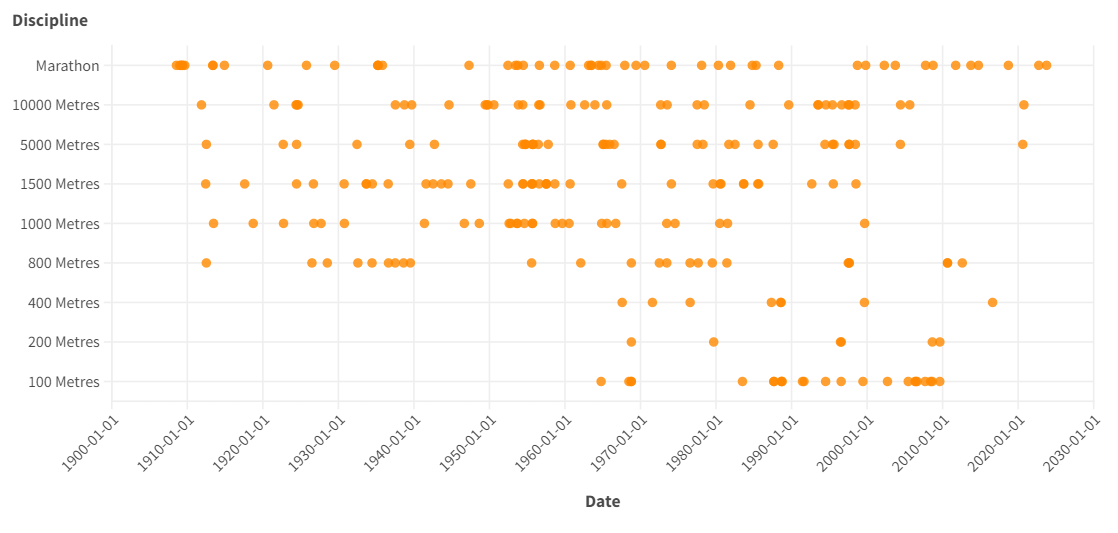 Discipline
Marathon
10000 Metres
5000 Metres
1500 Metres
1000 Metres
800 Metres
400 Metres
200 Metres
100 Metres
1900-01-01
1910-01-01
1920-01-01
1930-01-01
1940-01-01
1950-01-01
1960-01-01
1970-01-01
1980-01-01
1990-01-01
2000-01-01
2010-01-01
2020-01-01
2030-01-01
Date